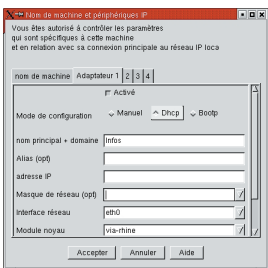 Nom de machine et périphériques IP
Vous êtes autorisé à contrôler les paramètres
qui sont spécifiques à cette machine
et en relation avec sa connexion principale au réseau IP loca
nom de machine Adaptateur 1 2 3 4
Activé
Mode de configuration Manuel Dhcp Bootp
nom principal + domaine Infos
Alias (opt)
adresse IP
Masque de réseau (opt)
Interface réseau eth0
Module noyau via-rhine
Accepter Annuler Aide